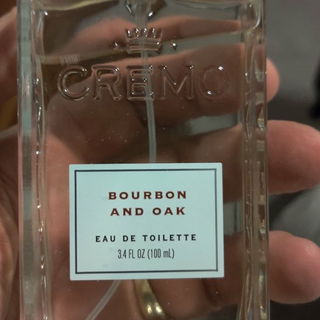 CREMO
BOURBON
AND OAK
EAU DE TOILETTE
3.4 FL OZ (100 mL)